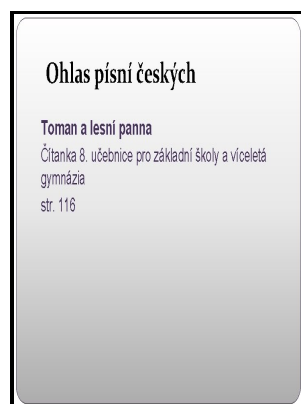 Ohlas písní českých
Toman a lesní panna
Čítanka 8. učebnice pro základní školy a víceletá
gymnázia
str. 116